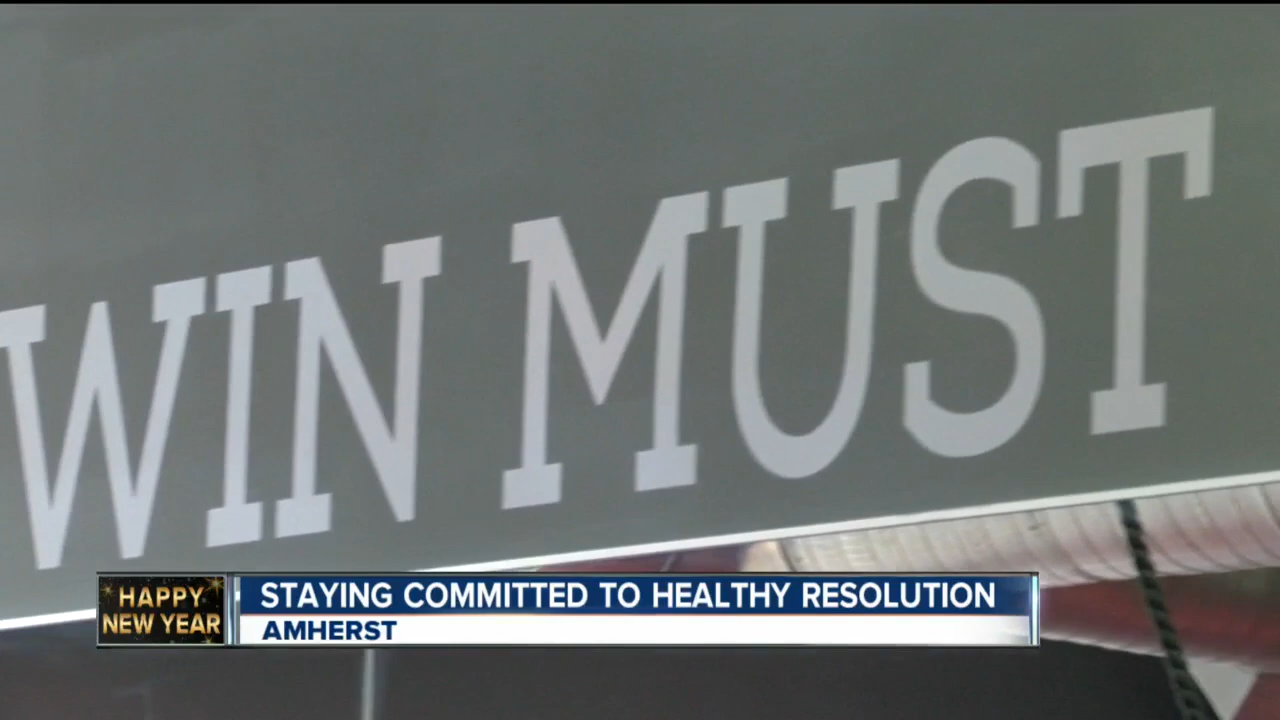 WIN MUST
HAPPY
NEW YEAR
STAYING COMMITTED TO HEALTHY RESOLUTION
AMHERST